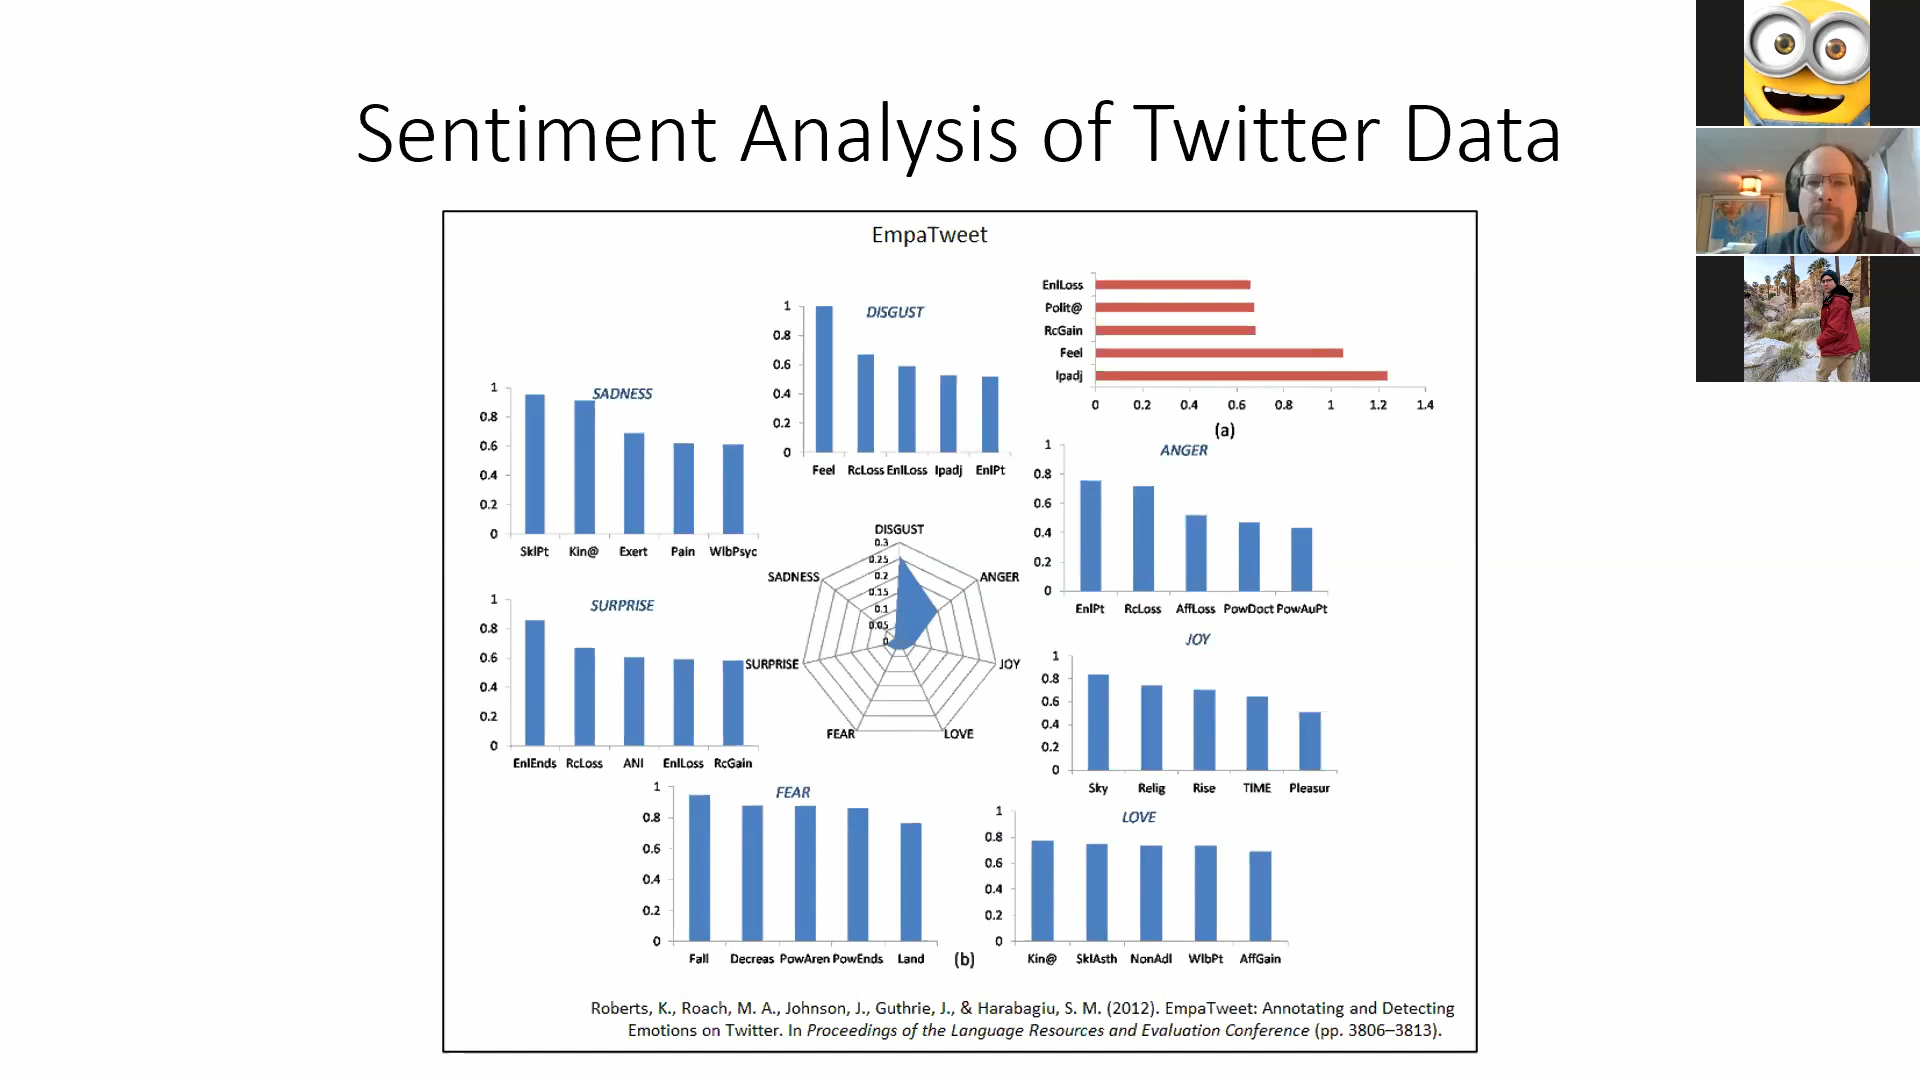 Sentiment Analysis of Twitter Data
EmpaTweet
EnlLoss
Polit@
RcGain
Feel
Ipadj
0 0.2 0.4 0.6 0.8 1 1.2 1.4
(a)
DISGUST
1
0.8
0.6
0.4
0.2
0
Feel RcLoss EnlLoss Ipadj EnlPt
SADNESS
1
0.8
0.6
0.4
0.2
0
SklPt Kin@ Exert Pain WlbPsyc
ANGER
1
0.8
0.6
0.4
0.2
0
EnlPt RcLoss AffLoss PowDoct PowAuPt
DISGUST
0.3
0.25
0.2
0.15
0.1
0.05
0
SADNESS
ANGER
SURPRISE
JOY
FEAR
LOVE
SURPRISE
1
0.8
0.6
0.4
0.2
0
EnlEnds RcLoss ANI EnlLoss RcGain
JOY
1
0.8
0.6
0.4
0.2
0
Sky Relig Rise TIME Pleasur
FEAR
1
0.8
0.6
0.4
0.2
0
Fall Decreas PowAren PowEnds Land
(b)
LOVE
1
0.8
0.6
0.4
0.2
0
Kin@ SklAsth NonAdl WlbPt AffGain
Roberts, K., Roach, M. A., Johnson, J., Guthrie, J., & Harabagiu, S. M. (2012). EmpaTweet: Annotating and Detecting
Emotions on Twitter. In Proceedings of the Language Resources and Evaluation Conference (pp. 3806–3813).